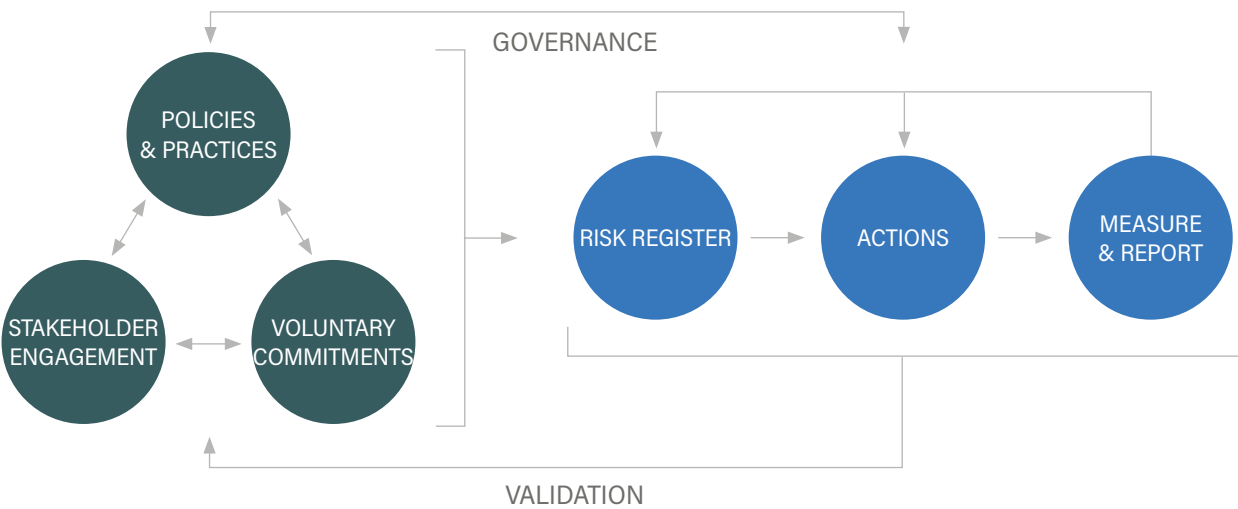 GOVERNANCE
POLICIES
& PRACTICES
STAKEHOLDER
ENGAGEMENT
VOLUNTARY
COMMITMENTS
RISK REGISTER
ACTIONS
MEASURE
& REPORT
VALIDATION